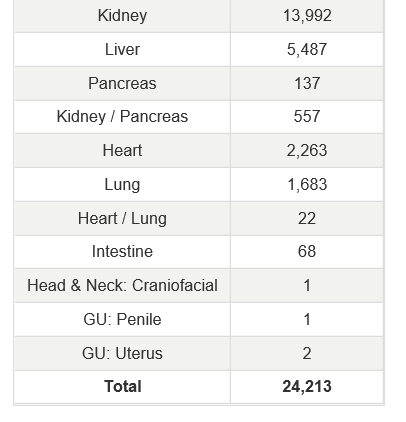 Kidney 13,992
Liver 5,487
Pancreas 137
Kidney / Pancreas 557
Heart 2,263
Lung 1,683
Heart / Lung 22
Intestine 68
Head & Neck: Craniofacial 1
GU: Penile 1
GU: Uterus 2
Total 24,213